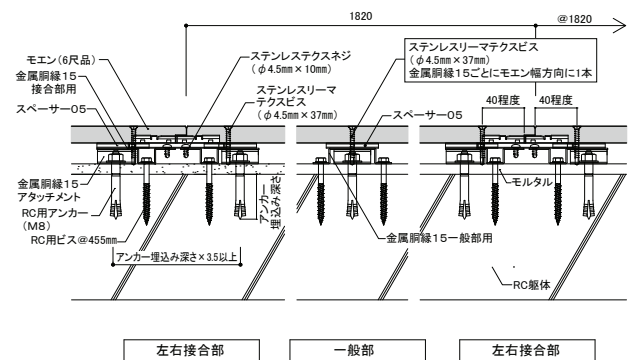 1820
@1820
モエン(6尺品)
金属胴縁15
接合部用
スペーサー05
金属胴縁15
アタッチメント
RC用アンカー
(M8)
RC用ビス@455mm
ステンレステクスネジ
(φ4.5mm×10mm)
ステンレスリーマ
テクスビス
(φ4.5mm×37mm)
アンカー
埋込み深さ
アンカー埋込み深さ×3.5以上
ステンレスリーマテクスビス
(φ4.5mm×37mm)
金属胴縁15ごとにモエン幅方向に1本
スペーサー05
40程度
40程度
モルタル
金属胴縁15一般部用
RC躯体
左右接合部
一般部
左右接合部